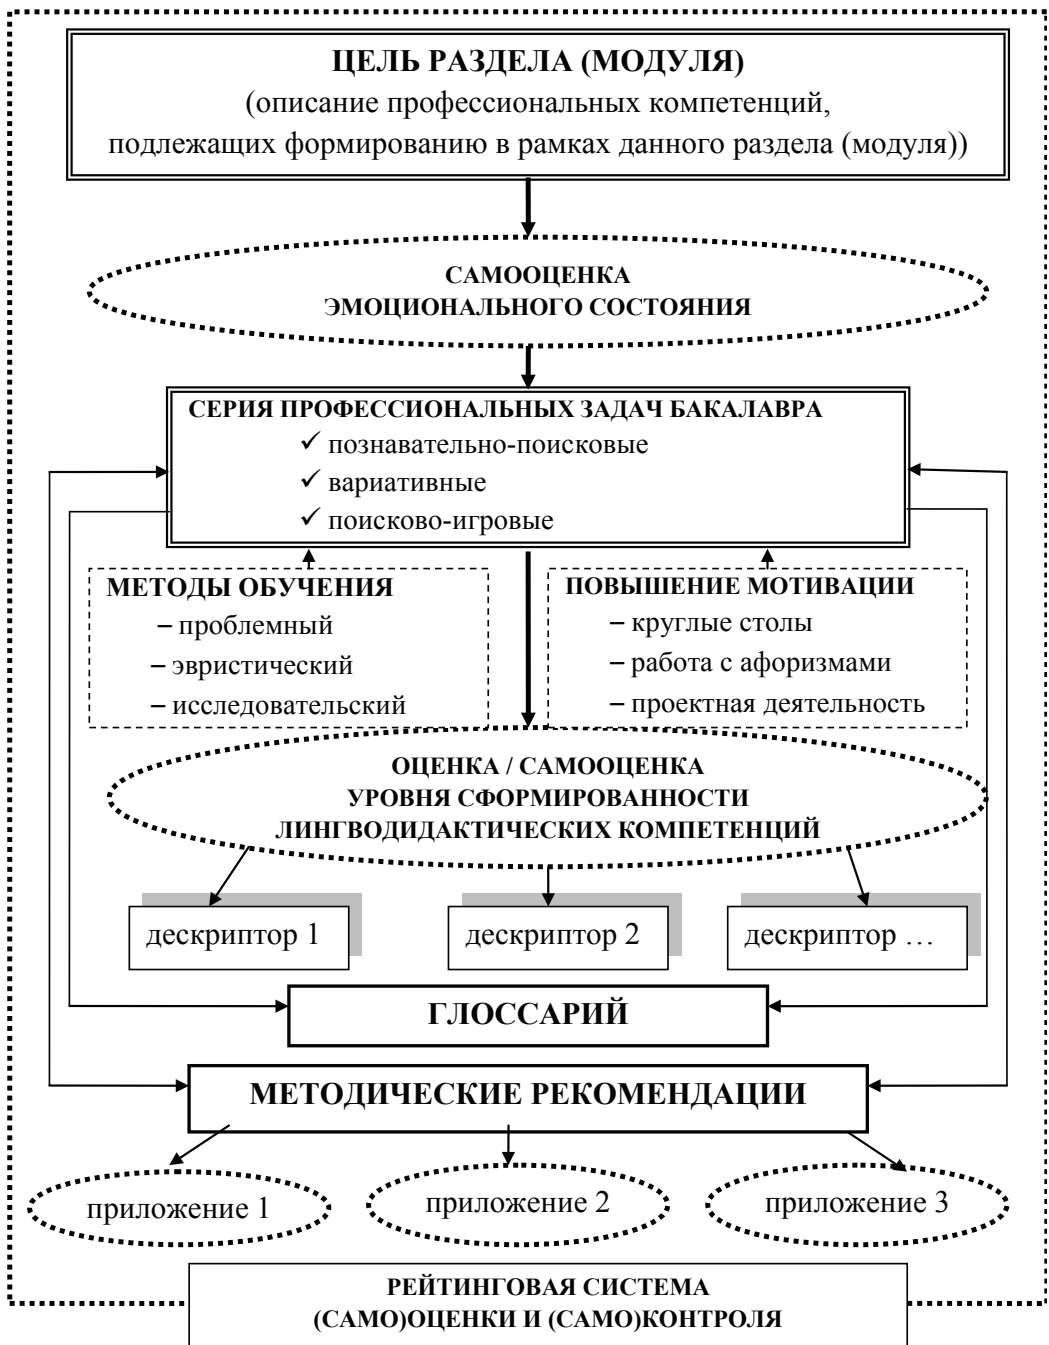 ЦЕЛЬ РАЗДЕЛА (МОДУЛЯ)
(описание профессиональных компетенций,
подлежащих формированию в рамках данного раздела (модуля))
САМООЦЕНКА
ЭМОЦИОНАЛЬНОГО СОСТОЯНИЯ
СЕРИЯ ПРОФЕССИОНАЛЬНЫХ ЗАДАЧ БАКАЛАВРА
✓ познавательно-поисковые
✓ вариативные
✓ поисково-игровые
МЕТОДЫ ОБУЧЕНИЯ
– проблемный
– эвристический
– исследовательский
ПОВЫШЕНИЕ МОТИВАЦИИ
– круглые столы
– работа с афоризмами
– проектная деятельность
ОЦЕНКА / САМООЦЕНКА
УРОВНЯ СФОРМИРОВАННОСТИ
ЛИНГВОДИДАКТИЧЕСКИХ КОМПЕТЕНЦИЙ
дескриптор 1
дескриптор 2
дескриптор …
ГЛОССАРИЙ
МЕТОДИЧЕСКИЕ РЕКОМЕНДАЦИИ
приложение 1
приложение 2
приложение 3
РЕЙТИНГОВАЯ СИСТЕМА
(САМО)ОЦЕНКИ И (САМО)КОНТРОЛЯ